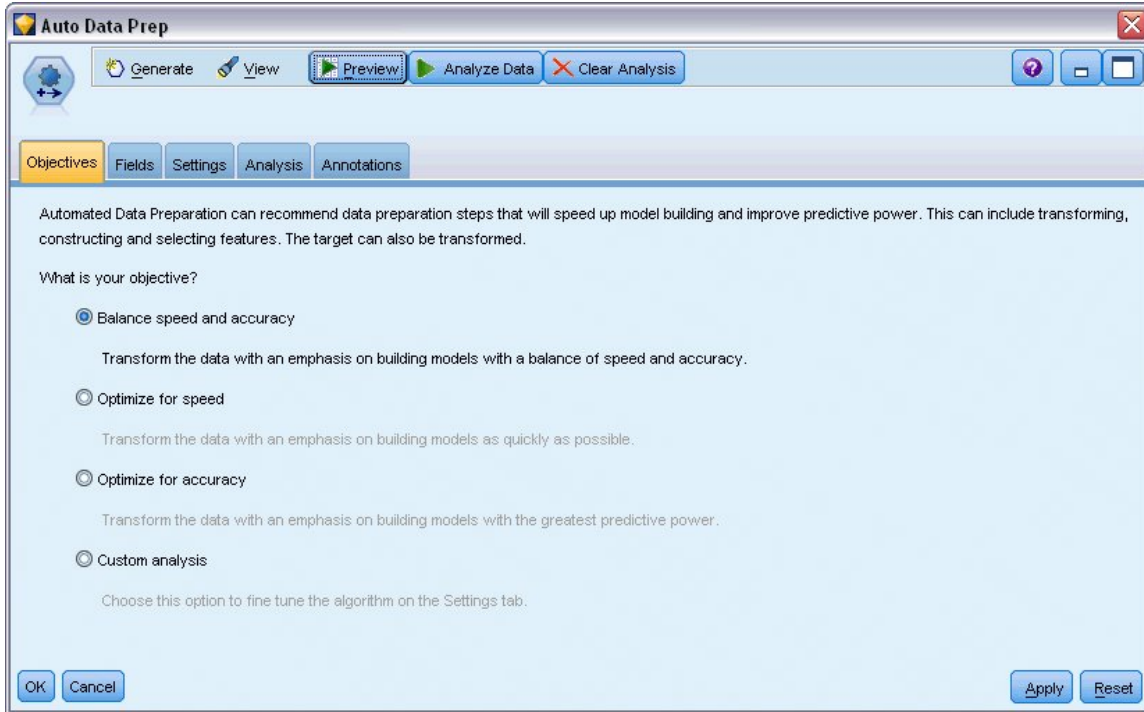 Auto Data Prep
Generate View Preview Analyze Data Clear Analysis
Objectives Fields Settings Analysis Annotations
Automated Data Preparation can recommend data preparation steps that will speed up model building and improve predictive power. This can include transforming,
constructing and selecting features. The target can also be transformed.
What is your objective?
Balance speed and accuracy
Transform the data with an emphasis on building models with a balance of speed and accuracy.
Optimize for speed
Transform the data with an emphasis on building models as quickly as possible.
Optimize for accuracy
Transform the data with an emphasis on building models with the greatest predictive power.
Custom analysis
Choose this option to fine tune the algorithm on the Settings tab.
OK Cancel Apply Reset